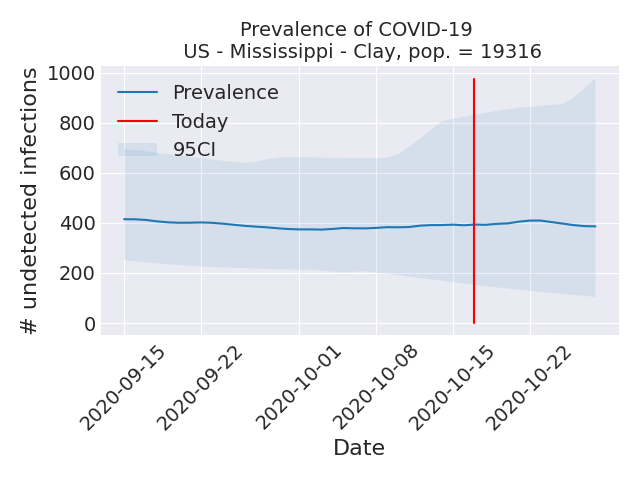 Prevalence of COVID-19
US - Mississippi - Clay, pop. = 19316
# undetected infections
1000
800
600
400
200
0
Prevalence
Today
95CI
2020-09-15
2020-09-22
2020-10-01
2020-10-08
2020-10-15
2020-10-22
Date